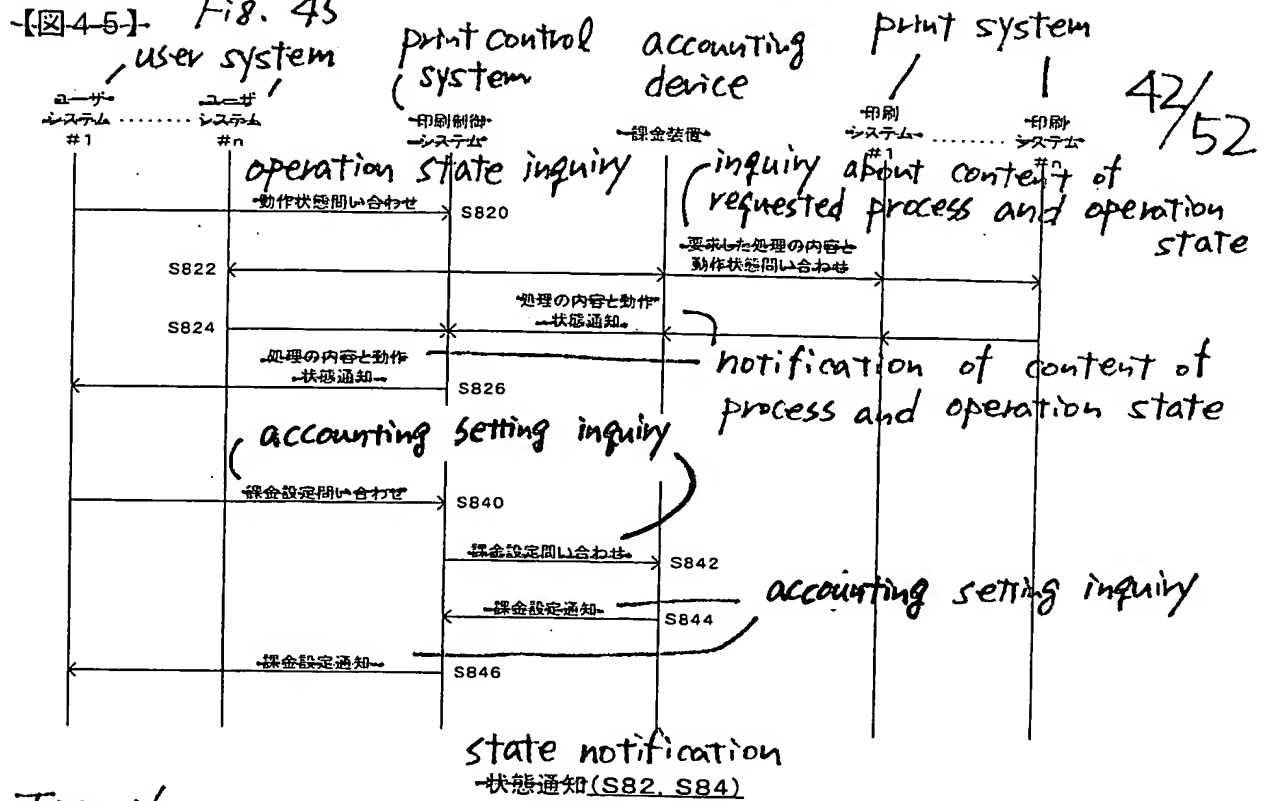 【図45】 Fig. 45
user system
print control system
accounting device
print system
42/52
ユーザシステム #1 ........ ユーザシステム #n
印刷制御システム
課金装置
印刷システム #1 ........ 印刷システム #n
operation state inquiry
動作状態問い合わせ S820
inquiry about content of
requested process and operation
state
要求した処理の内容と
動作状態問い合わせ
S822
処理の内容と動作
状態通知
S824
処理の内容と動作
状態通知
S826
notification of content of
process and operation state
accounting setting inquiry
課金設定問い合わせ S840
課金設定問い合わせ S842
accounting setting inquiry
課金設定通知 S844
課金設定通知 S846
state notification
状態通知(S82, S84)